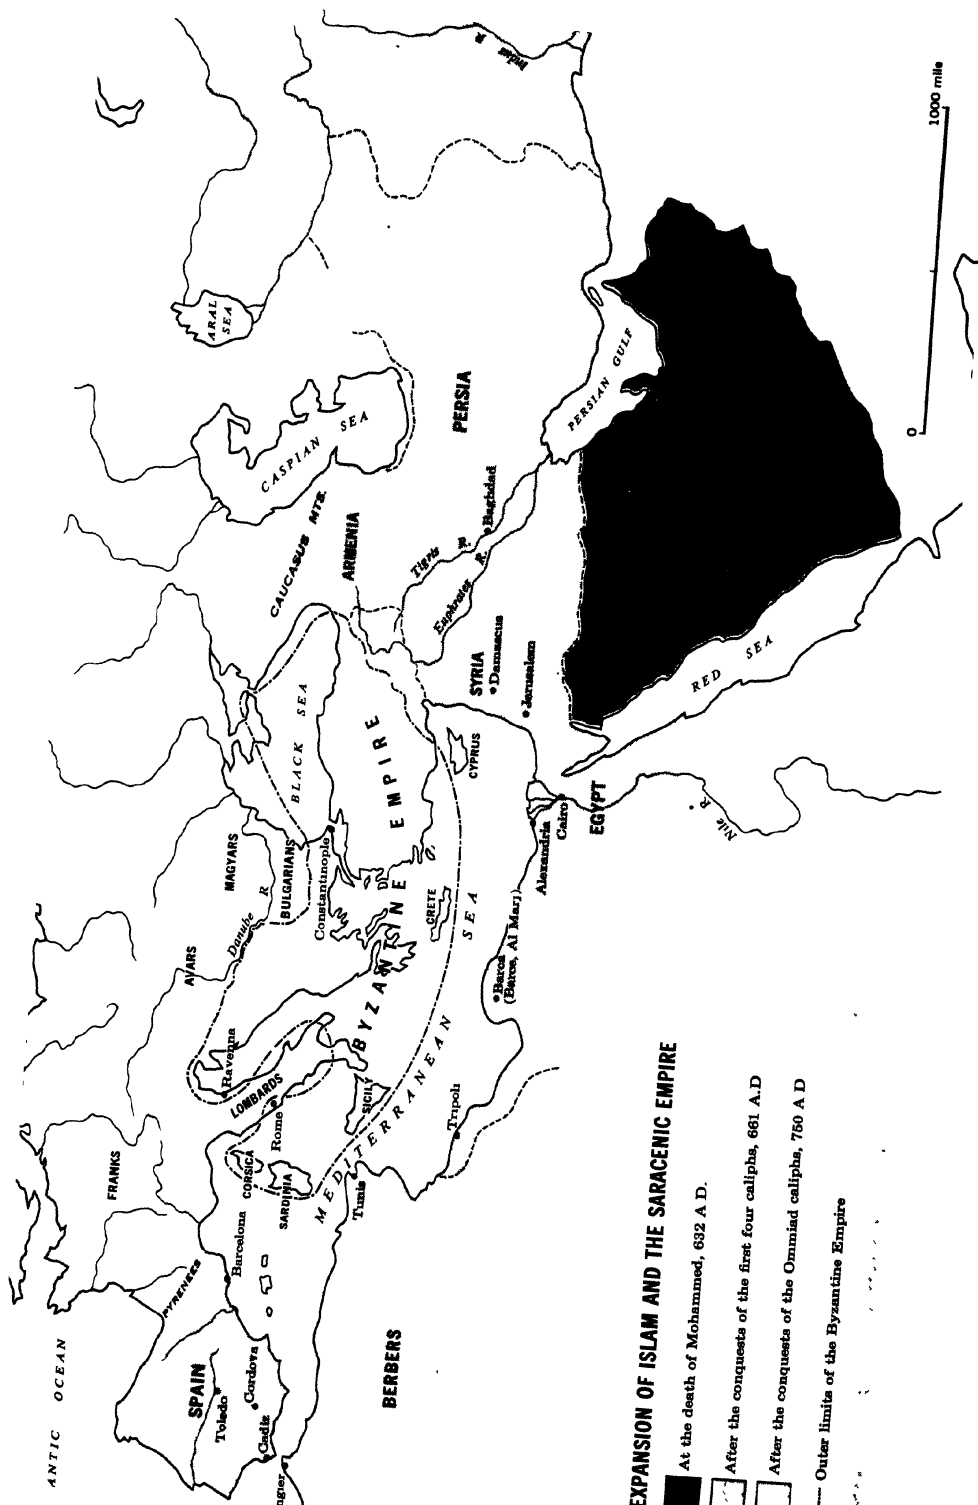 EXPANSION OF ISLAM AND THE SARACENIC EMPIRE
At the death of Mohammed, 632 A D.
After the conquests of the first four caliphs, 661 A.D
After the conquests of the Ommiad caliphs, 750 A D
Outer limits of the Byzantine Empire
ANTIC OCEAN
FRANKS
AVARS
MAGYARS
Danube R
BULGARIANS
PYRENEES
SPAIN
Toledo
Cordova
Cadiz
Barcelona
CORSICA
SARDINIA
LOMBARDS
Ravenna
Rome
SICILY
Tunis
Tripoli
BERBERS
MEDITERRANEAN SEA
BYZANTINE EMPIRE
Constantinople
BLACK SEA
CRETE
CYPRUS
Barca
(Barce, Al Marj)
Alexandria
Cairo
EGYPT
Nile R
RED SEA
Jerusalem
Damascus
SYRIA
ARMENIA
CAUCASUS MTS.
CASPIAN SEA
ARAL SEA
Tigris R.
Euphrates R.
Baghdad
PERSIA
PERSIAN GULF
Indus R
0
1000 mile